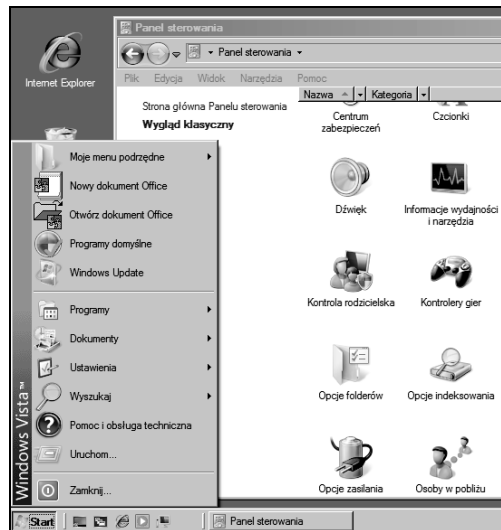 Panel sterowania
Panel sterowania
Plik Edycja Widok Narzędzia Pomoc
Internet Explorer
Nazwa Kategoria
Strona główna Panelu sterowania
Wygląd klasyczny
Centrum
zabezpieczeń
Czcionki
Dźwięk
Informacje wydajności
i narzędzia
Kontrola rodzicielska
Kontrolery gier
Opcje folderów
Opcje indeksowania
Opcje zasilania
Osoby w pobliżu
Moje menu podrzędne
Nowy dokument Office
Otwórz dokument Office
Programy domyślne
Windows Update
Programy
Dokumenty
Ustawienia
Wyszukaj
Pomoc i obsługa techniczna
Uruchom...
Zamknij...
Windows Vista™
Start
Panel sterowania